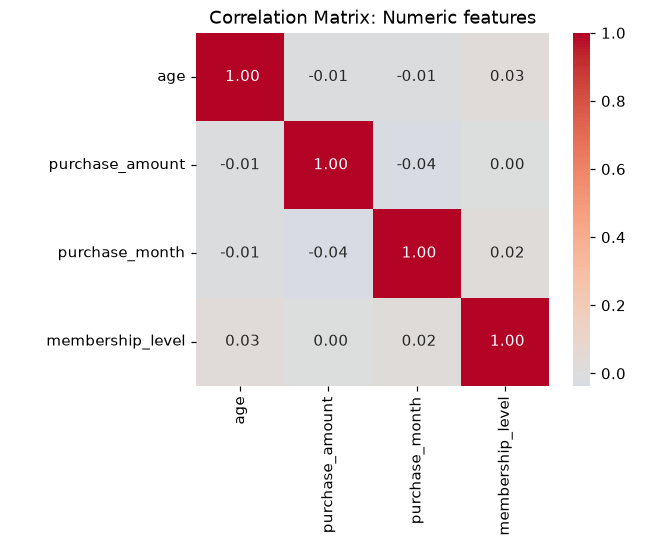 Correlation Matrix: Numeric features
age
1.00 -0.01 -0.01 0.03
purchase_amount
-0.01 1.00 -0.04 0.00
purchase_month
-0.01 -0.04 1.00 0.02
membership_level
0.03 0.00 0.02 1.00
age
purchase_amount
purchase_month
membership_level
1.0
0.8
0.6
0.4
0.2
0.0